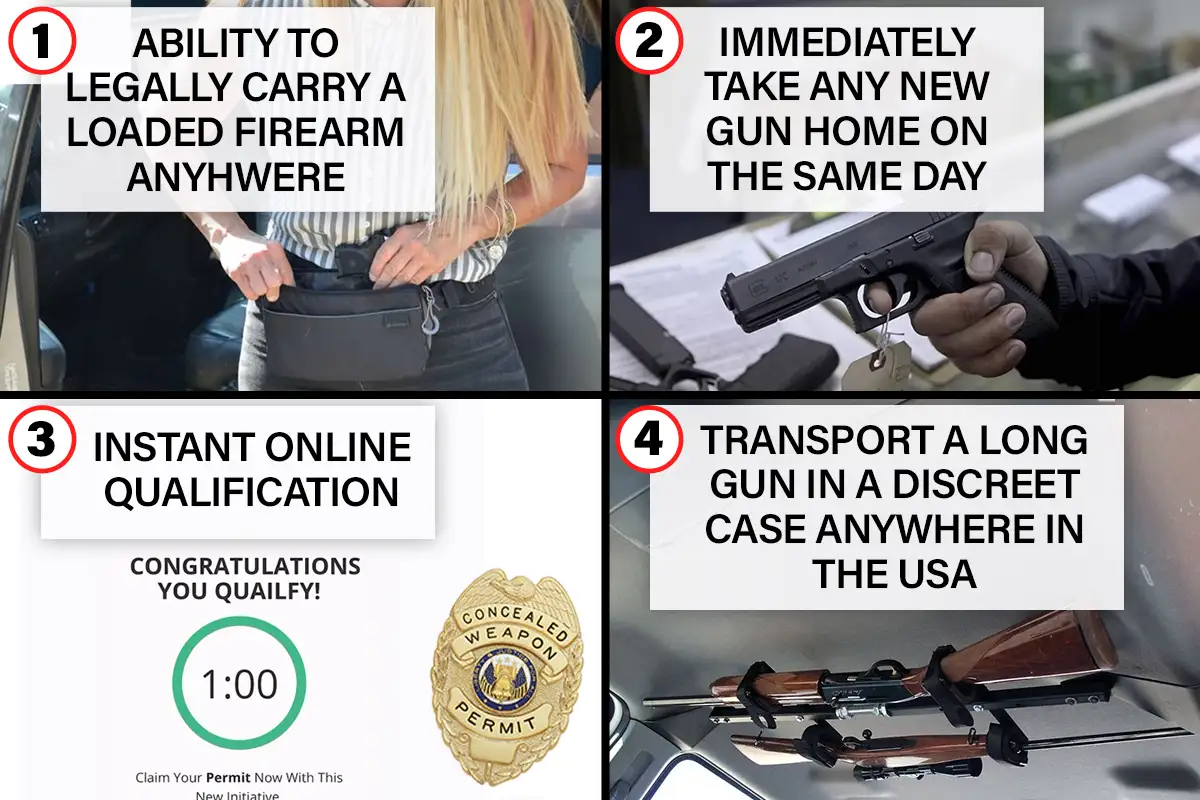 1
ABILITY TO
LEGALLY CARRY A
LOADED FIREARM
ANYHWERE
2
IMMEDIATELY
TAKE ANY NEW
GUN HOME ON
THE SAME DAY
3
INSTANT ONLINE
QUALIFICATION
CONGRATULATIONS
YOU QUAILFY!
1:00
Claim Your Permit Now With This
New Initiative
CONCEALED
WEAPON
PERMIT
4
TRANSPORT A LONG
GUN IN A DISCREET
CASE ANYWHERE IN
THE USA